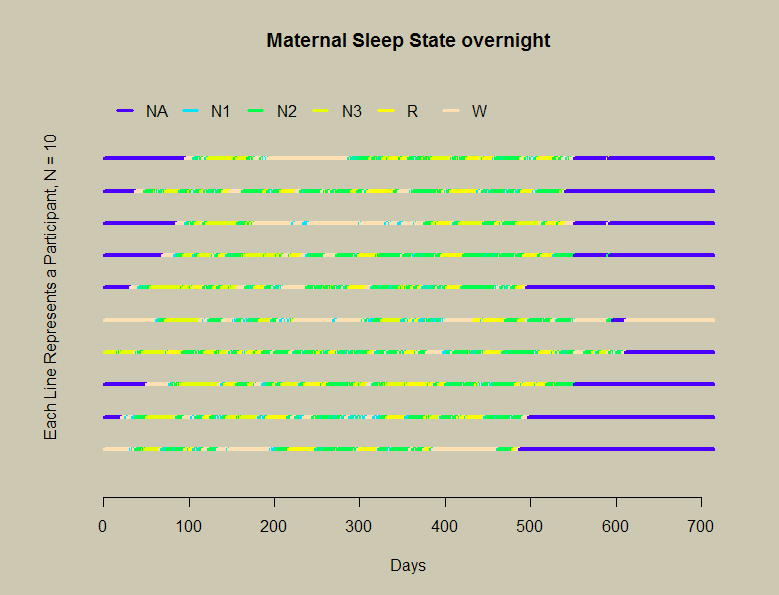 Maternal Sleep State overnight
NA N1 N2 N3 R W
Each Line Represents a Participant, N = 10
0 100 200 300 400 500 600 700
Days